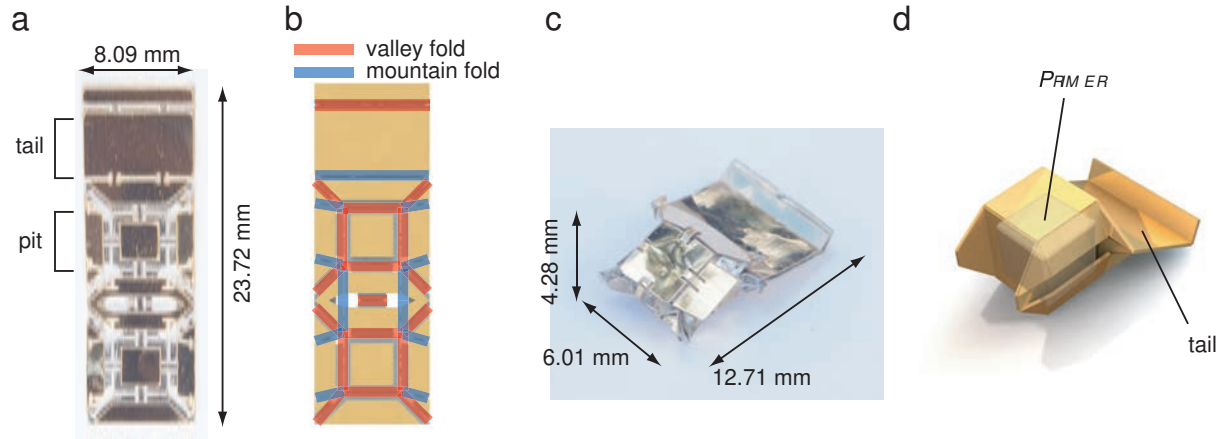 a
8.09 mm
tail
pit
23.72 mm
b
valley fold
mountain fold
c
4.28 mm
6.01 mm
12.71 mm
d
PRIMER
tail